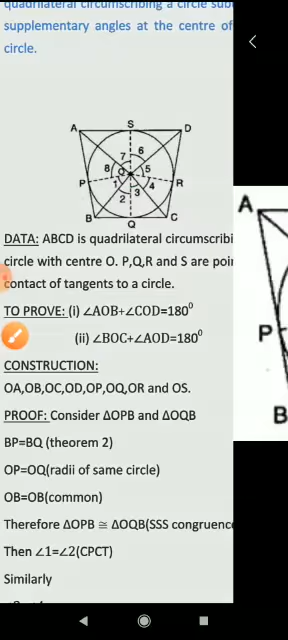 quadrilateral circumscribing a circle sub
supplementary angles at the centre of
circle.
A S D
7 6
8 O 5
P 1 4 R
2 3
B Q C
DATA: ABCD is quadrilateral circumscribi
circle with centre O. P,Q,R and S are poi
contact of tangents to a circle.
TO PROVE: (i) ∠AOB+∠COD=180⁰
(ii) ∠BOC+∠AOD=180⁰
CONSTRUCTION:
OA,OB,OC,OD,OP,OQ,OR and OS.
PROOF: Consider ΔOPB and ΔOQB
BP=BQ (theorem 2)
OP=OQ(radii of same circle)
OB=OB(common)
Therefore ΔOPB ≅ ΔOQB(SSS congruenc
Then ∠1=∠2(CPCT)
Similarly
A
P
B